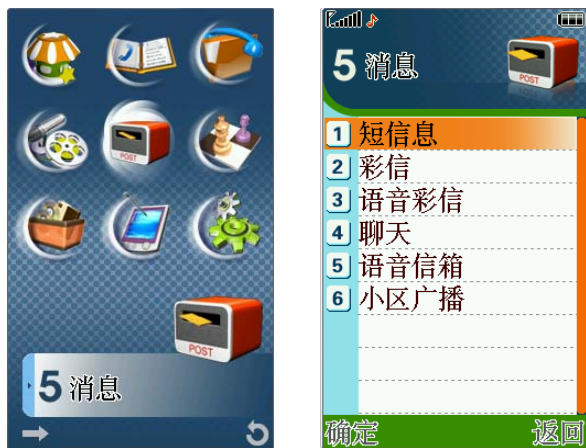 POST
POST
5 消息
5 消息
POST
1 短信息
2 彩信
3 语音彩信
4 聊天
5 语音信箱
6 小区广播
确定 返回